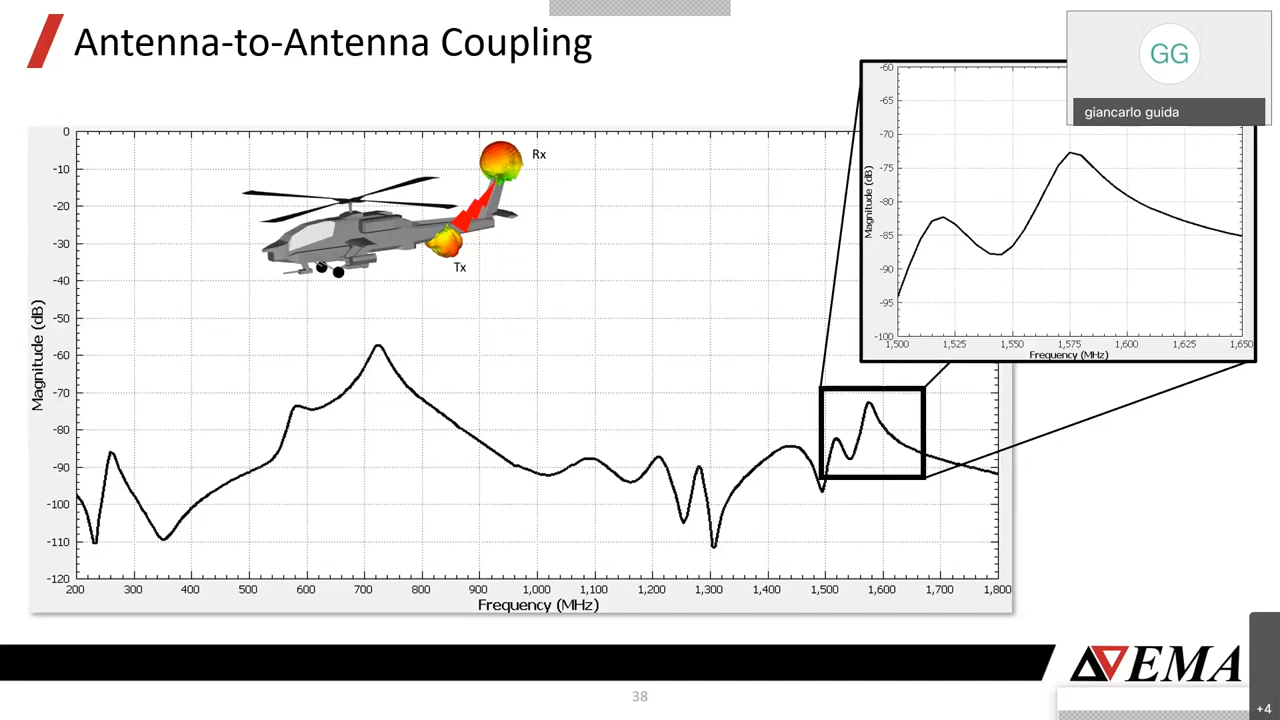 Antenna-to-Antenna Coupling
GG
giancarlo guida
Rx
Tx
0
-10
-20
-30
-40
-50
-60
-70
-80
-90
-100
-110
-120
Magnitude (dB)
200 300 400 500 600 700 800 900 1,000 1,100 1,200 1,300 1,400 1,500 1,600 1,700 1,800
Frequency (MHz)
-60
-65
-70
-75
-80
-85
-90
-95
-100
Magnitude (dB)
1,500 1,525 1,550 1,575 1,600 1,625 1,650
Frequency (MHz)
EMA
38
+4